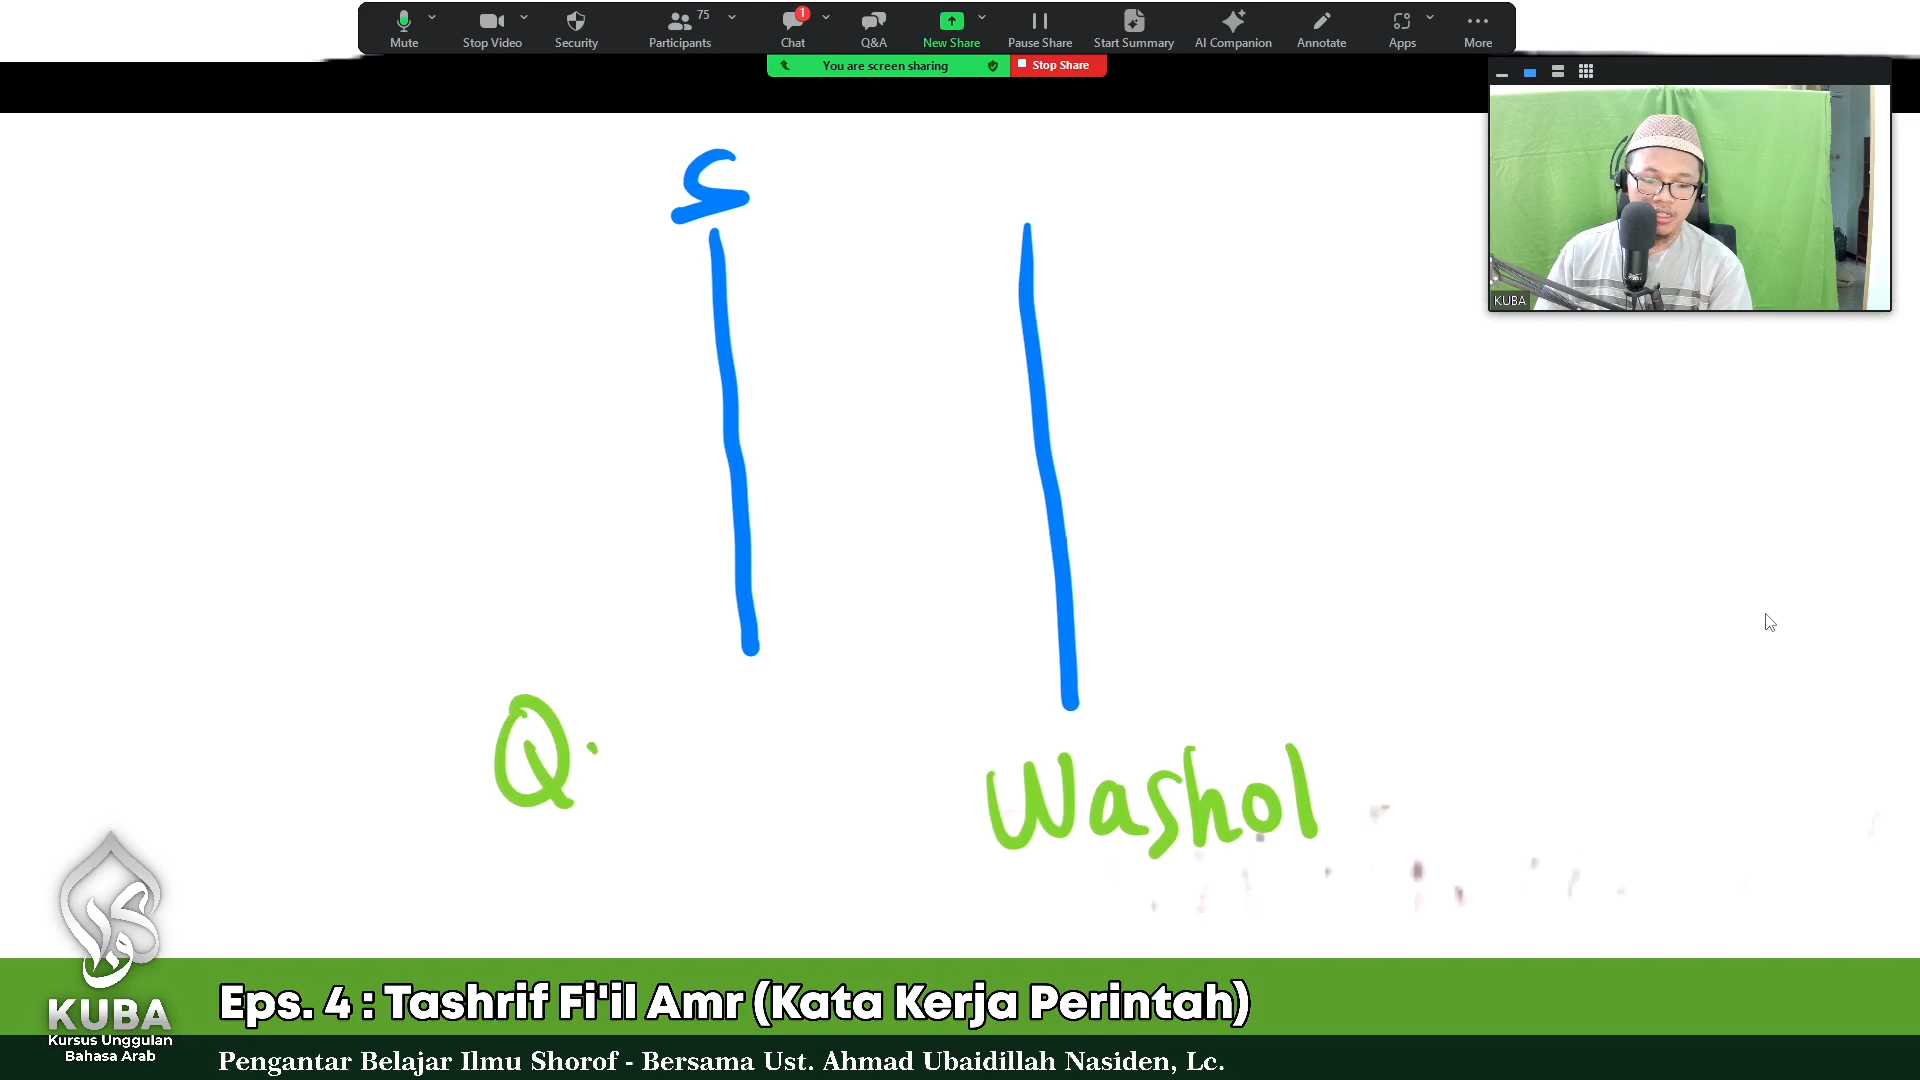 75
1
Mute Stop Video Security Participants Chat Q&A New Share Pause Share Start Summary AI Companion Annotate Apps More
You are screen sharing Stop Share
KUBA
أ ا
Q
Washol
KUBA
Kursus Unggulan
Bahasa Arab
Eps. 4 : Tashrif Fi'il Amr (Kata Kerja Perintah)
Pengantar Belajar Ilmu Shorof - Bersama Ust. Ahmad Ubaidillah Nasiden, Lc.